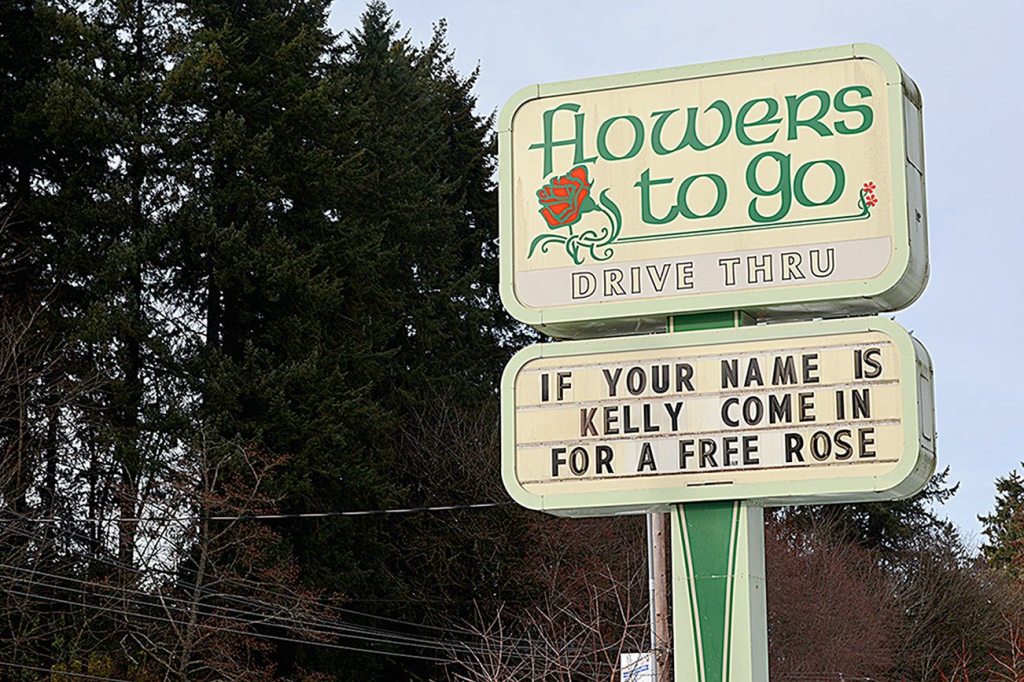 flowers
to go
DRIVE THRU
IF YOUR NAME IS
KELLY COME IN
FOR A FREE ROSE